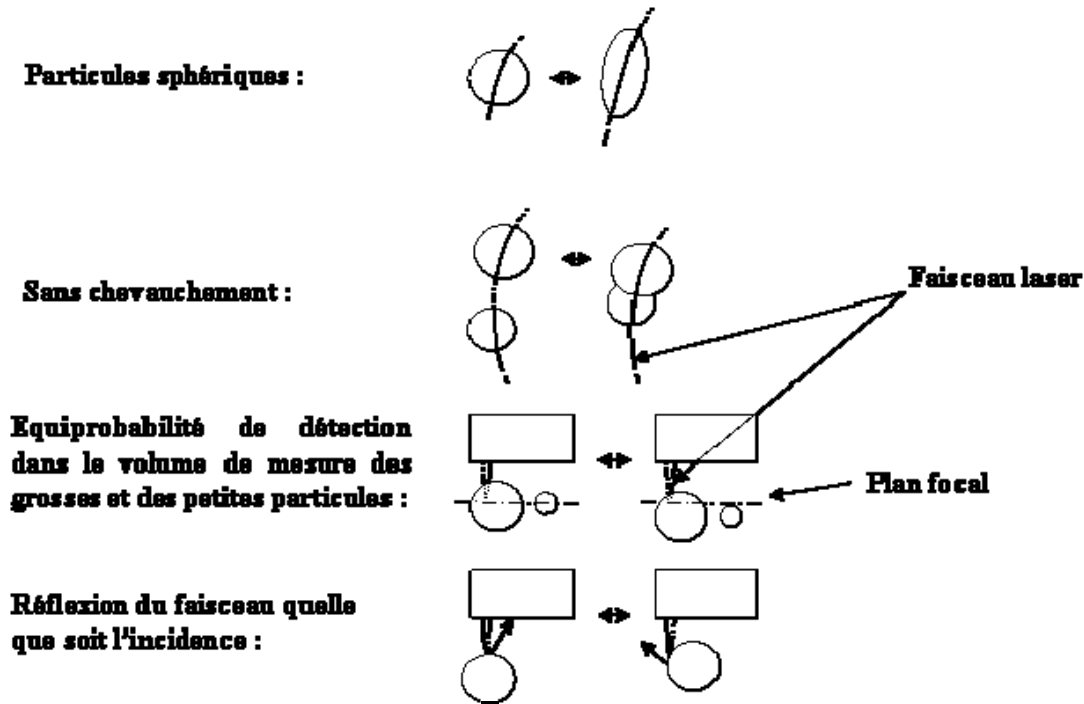 Particules sphériques :
Sans chevauchement :
Faisceau laser
Equiprobabilité de détection
dans le volume de mesure des
grosses et des petites particules :
Plan focal
Réflexion du faisceau quelle
que soit l'incidence :